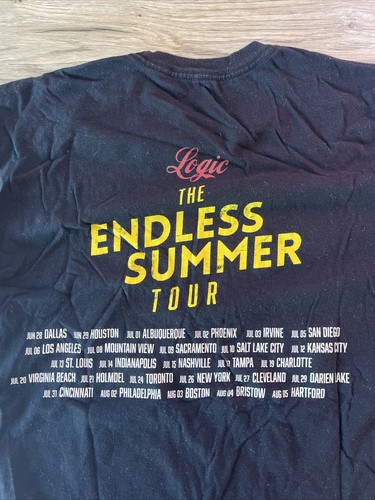 Logic
THE
ENDLESS
SUMMER
TOUR
JUN 28 DALLAS JUN 29 HOUSTON JUL 01 ALBUQUERQUE JUL 02 PHOENIX JUL 03 IRVINE JUL 05 SAN DIEGO
JUL 06 LOS ANGELES JUL 08 MOUNTAIN VIEW JUL 09 SACRAMENTO JUL 10 SALT LAKE CITY JUL 12 KANSAS CITY
JUL 13 ST. LOUIS JUL 14 INDIANAPOLIS JUL 15 NASHVILLE JUL 17 TAMPA JUL 19 CHARLOTTE
JUL 20 VIRGINIA BEACH JUL 21 HOLMDEL JUL 24 TORONTO JUL 26 NEW YORK JUL 27 CLEVELAND JUL 29 DARIEN LAKE
JUL 31 CINCINNATI AUG 02 PHILADELPHIA AUG 03 BOSTON AUG 04 BRISTOW AUG 05 HARTFORD